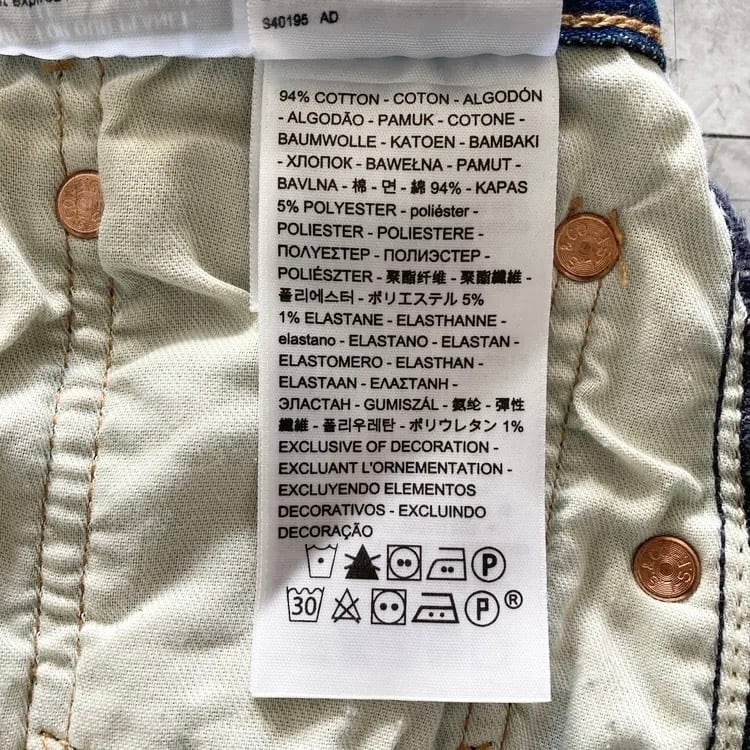 FOR OUR PLANET
S40195 AD
94% COTTON - COTON - ALGODÓN
- ALGODÃO - PAMUK - COTONE -
BAUMWOLLE - KATOEN - BAMBAKI
- ХЛОПОК - BAWEŁNA - PAMUT -
BAVLNA - 棉 - 면 - 綿 94% - KAPAS
5% POLYESTER - poliéster -
POLIESTER - POLIESTERE -
ΠΟΛΥΕΣΤΕΡ - ПОЛИЭСТЕР -
POLIÉSZTER - 聚酯纤维 - 聚酯纖維 -
폴리에스터 - ポリエステル 5%
1% ELASTANE - ELASTHANNE -
elastano - ELASTANO - ELASTAN -
ELASTOMERO - ELASTHAN -
ELASTAAN - ΕΛΑΣΤΑΝΗ -
ЭЛАСТАН - GUMISZÁL - 氨纶 - 彈性
纖維 - 폴리우레탄 - ポリウレタン 1%
EXCLUSIVE OF DECORATION -
EXCLUANT L'ORNEMENTATION -
EXCLUYENDO ELEMENTOS
DECORATIVOS - EXCLUINDO
DECORAÇÃO
P
30 P ®